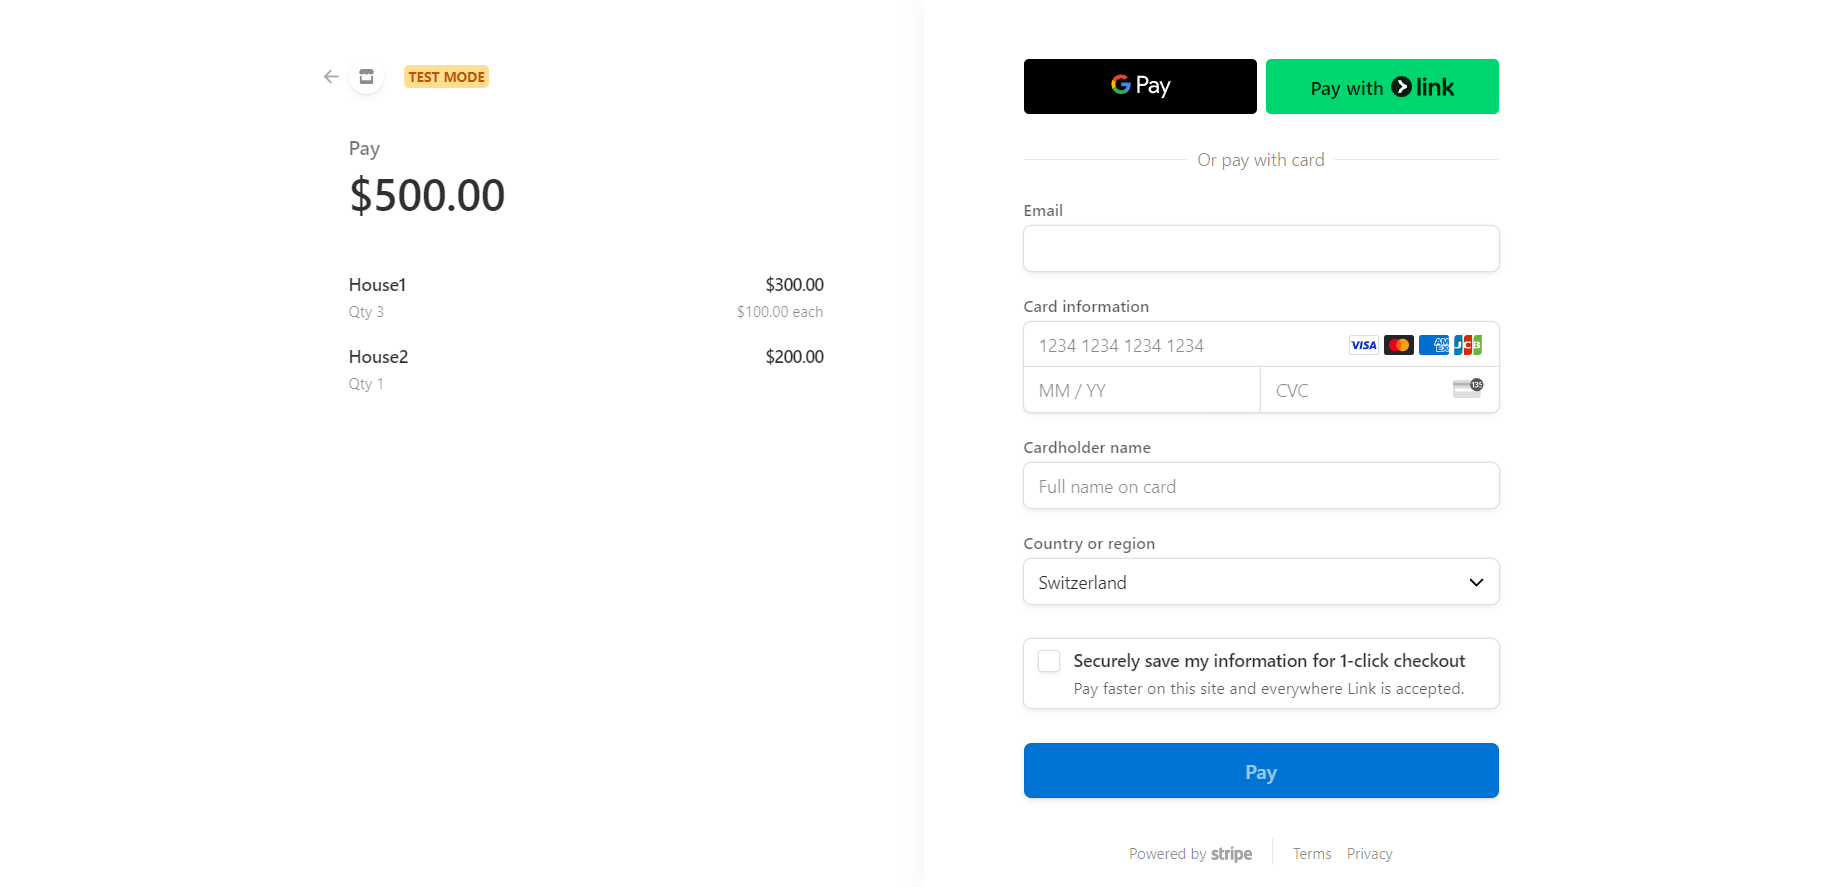 TEST MODE
Pay
$500.00
House1 $300.00
Qty 3 $100.00 each
House2 $200.00
Qty 1
G Pay
Pay with link
Or pay with card
Email
Card information
1234 1234 1234 1234 VISA AMEX JCB
MM / YY CVC 135
Cardholder name
Full name on card
Country or region
Switzerland
Securely save my information for 1-click checkout
Pay faster on this site and everywhere Link is accepted.
Pay
Powered by stripe Terms Privacy